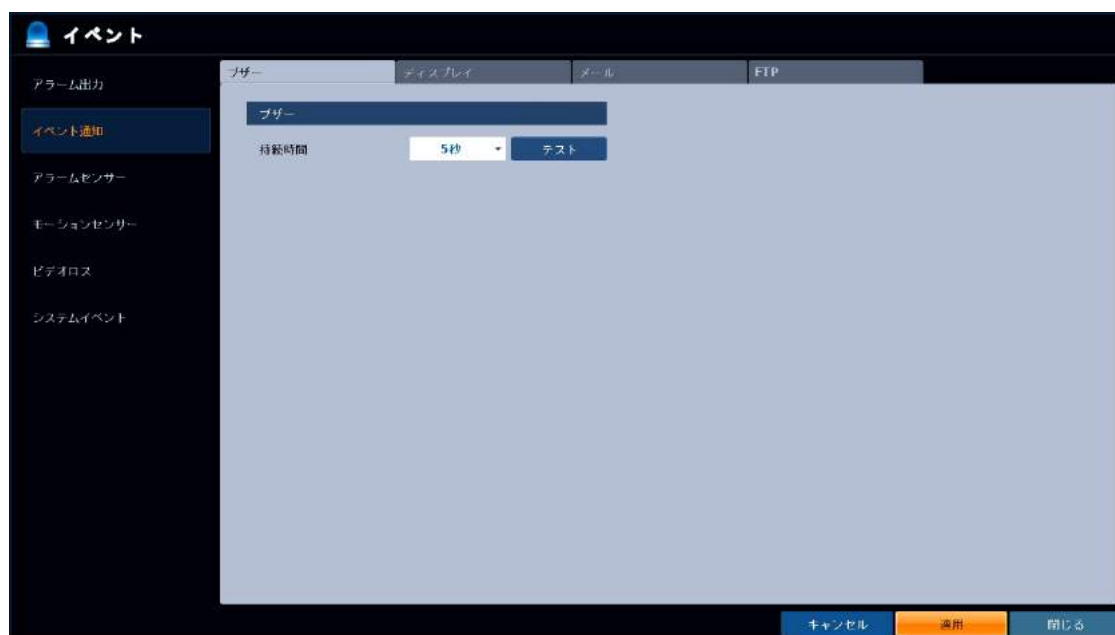 イベント
アラーム出力
イベント通知
アラームセンサー
モーションセンサー
ビデオロス
システムイベント
ブザー ディスプレイ メール FTP
ブザー
持続時間 5秒 テスト
キャンセル 適用 閉じる